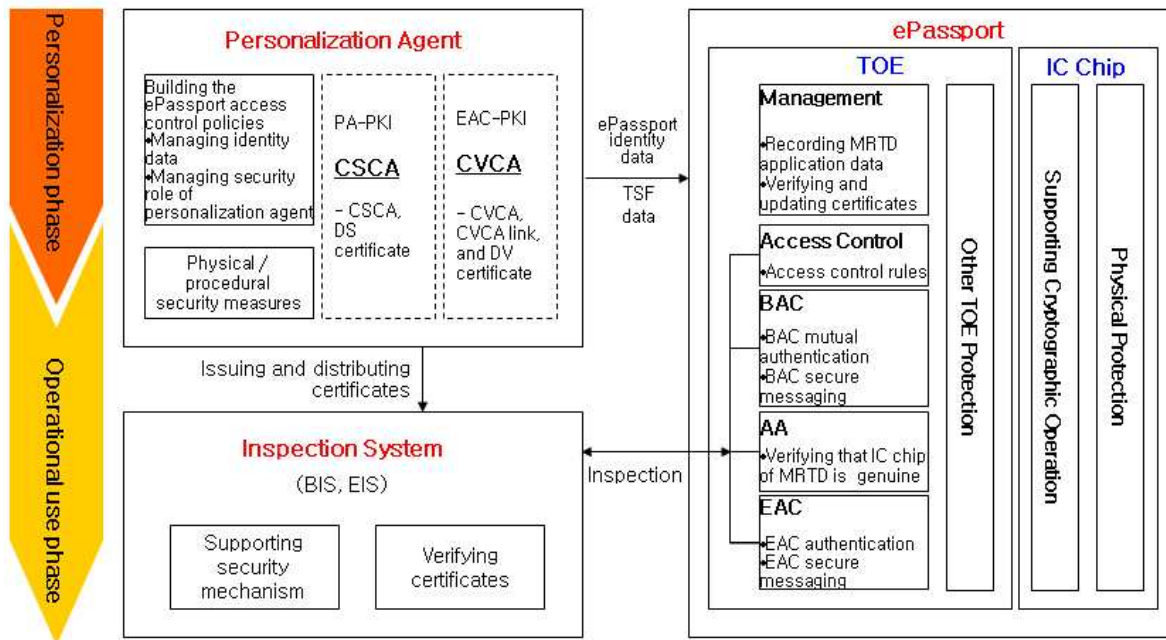 Personalization phase
Operational use phase
Personalization Agent
Building the
ePassport access
control policies
•Managing identity
data
•Managing security
role of
personalization agent
Physical /
procedural
security measures
PA-PKI
CSCA
- CSCA,
DS
certificate
EAC-PKI
CVCA
- CVCA,
CVCA link,
and DV
certificate
ePassport
identity
data
TSF
data
Issuing and distributing
certificates
Inspection System
(BIS, EIS)
Supporting
security
mechanism
Verifying
certificates
Inspection
ePassport
TOE
Management
•Recording MRTD
application data
•Verifying and
updating certificates
Access Control
•Access control rules
BAC
•BAC mutual
authentication
•BAC secure
messaging
AA
•Verifying that IC chip
of MRTD is genuine
EAC
•EAC authentication
•EAC secure
messaging
Other TOE Protection
IC Chip
Supporting Cryptographic Operation
Physical Protection